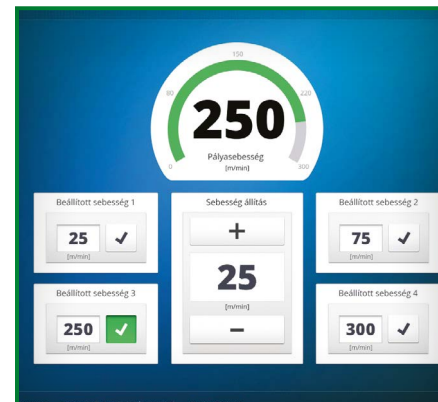 150
80
220
250
Pályasebesség
[m/min]
0
300
Beállított sebesség 1
25
[m/min]
Sebesség állítás
+
25
[m/min]
−
Beállított sebesség 2
75
[m/min]
Beállított sebesség 3
250
[m/min]
Beállított sebesség 4
300
[m/min]